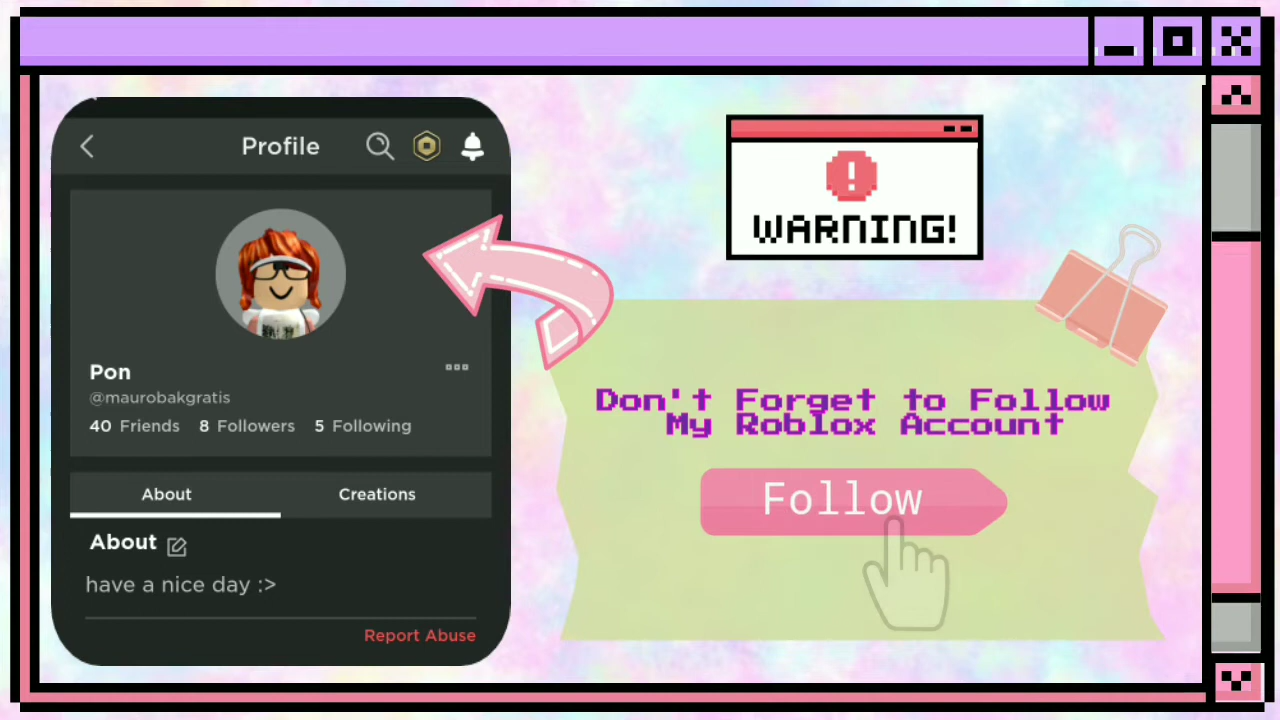 Profile
Pon
@maurobakgratis
40 Friends 8 Followers 5 Following
About Creations
About
have a nice day :>
Report Abuse
WARNING!
Don't Forget to Follow
My Roblox Account
Follow